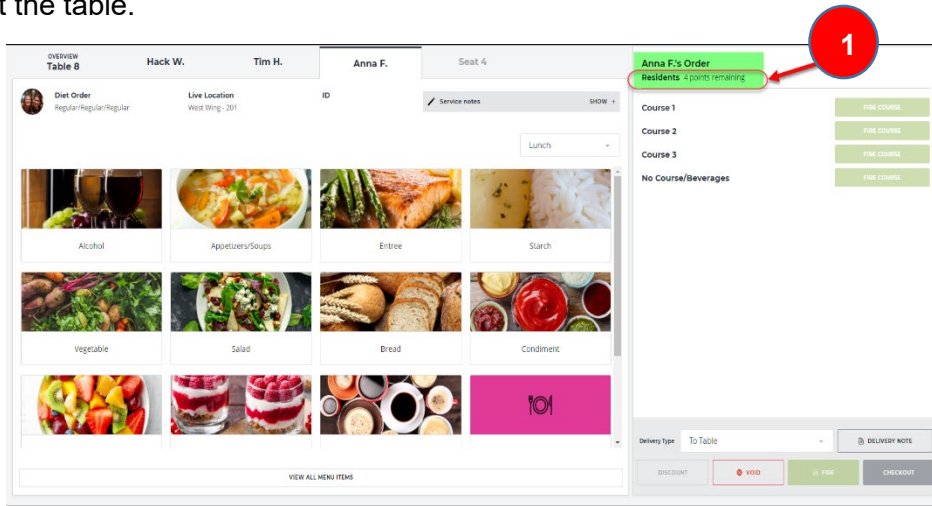 t the table.
1
OVERVIEW
Table 8
Hack W.
Tim H.
Anna F.
Seat 4
Diet Order
Regular/Regular/Regular
Live Location
West Wing - 201
ID
Service notes
SHOW +
Lunch
Alcohol
Appetizers/Soups
Entree
Starch
Vegetable
Salad
Bread
Condiment
VIEW ALL MENU ITEMS
Anna F.'s Order
Residents 4 points remaining
Course 1
FIRE COURSE
Course 2
FIRE COURSE
Course 3
FIRE COURSE
No Course/Beverages
FIRE COURSE
Delivery Type
To Table
DELIVERY NOTE
DISCOUNT
VOID
FIRE
CHECKOUT